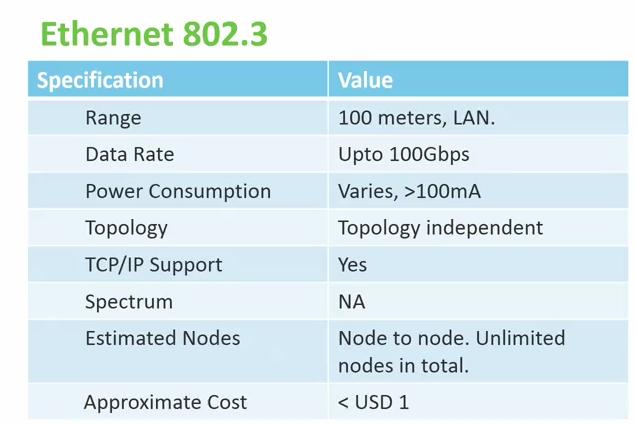 Ethernet 802.3
Specification Value
Range 100 meters, LAN.
Data Rate Upto 100Gbps
Power Consumption Varies, >100mA
Topology Topology independent
TCP/IP Support Yes
Spectrum NA
Estimated Nodes Node to node. Unlimited
nodes in total.
Approximate Cost < USD 1